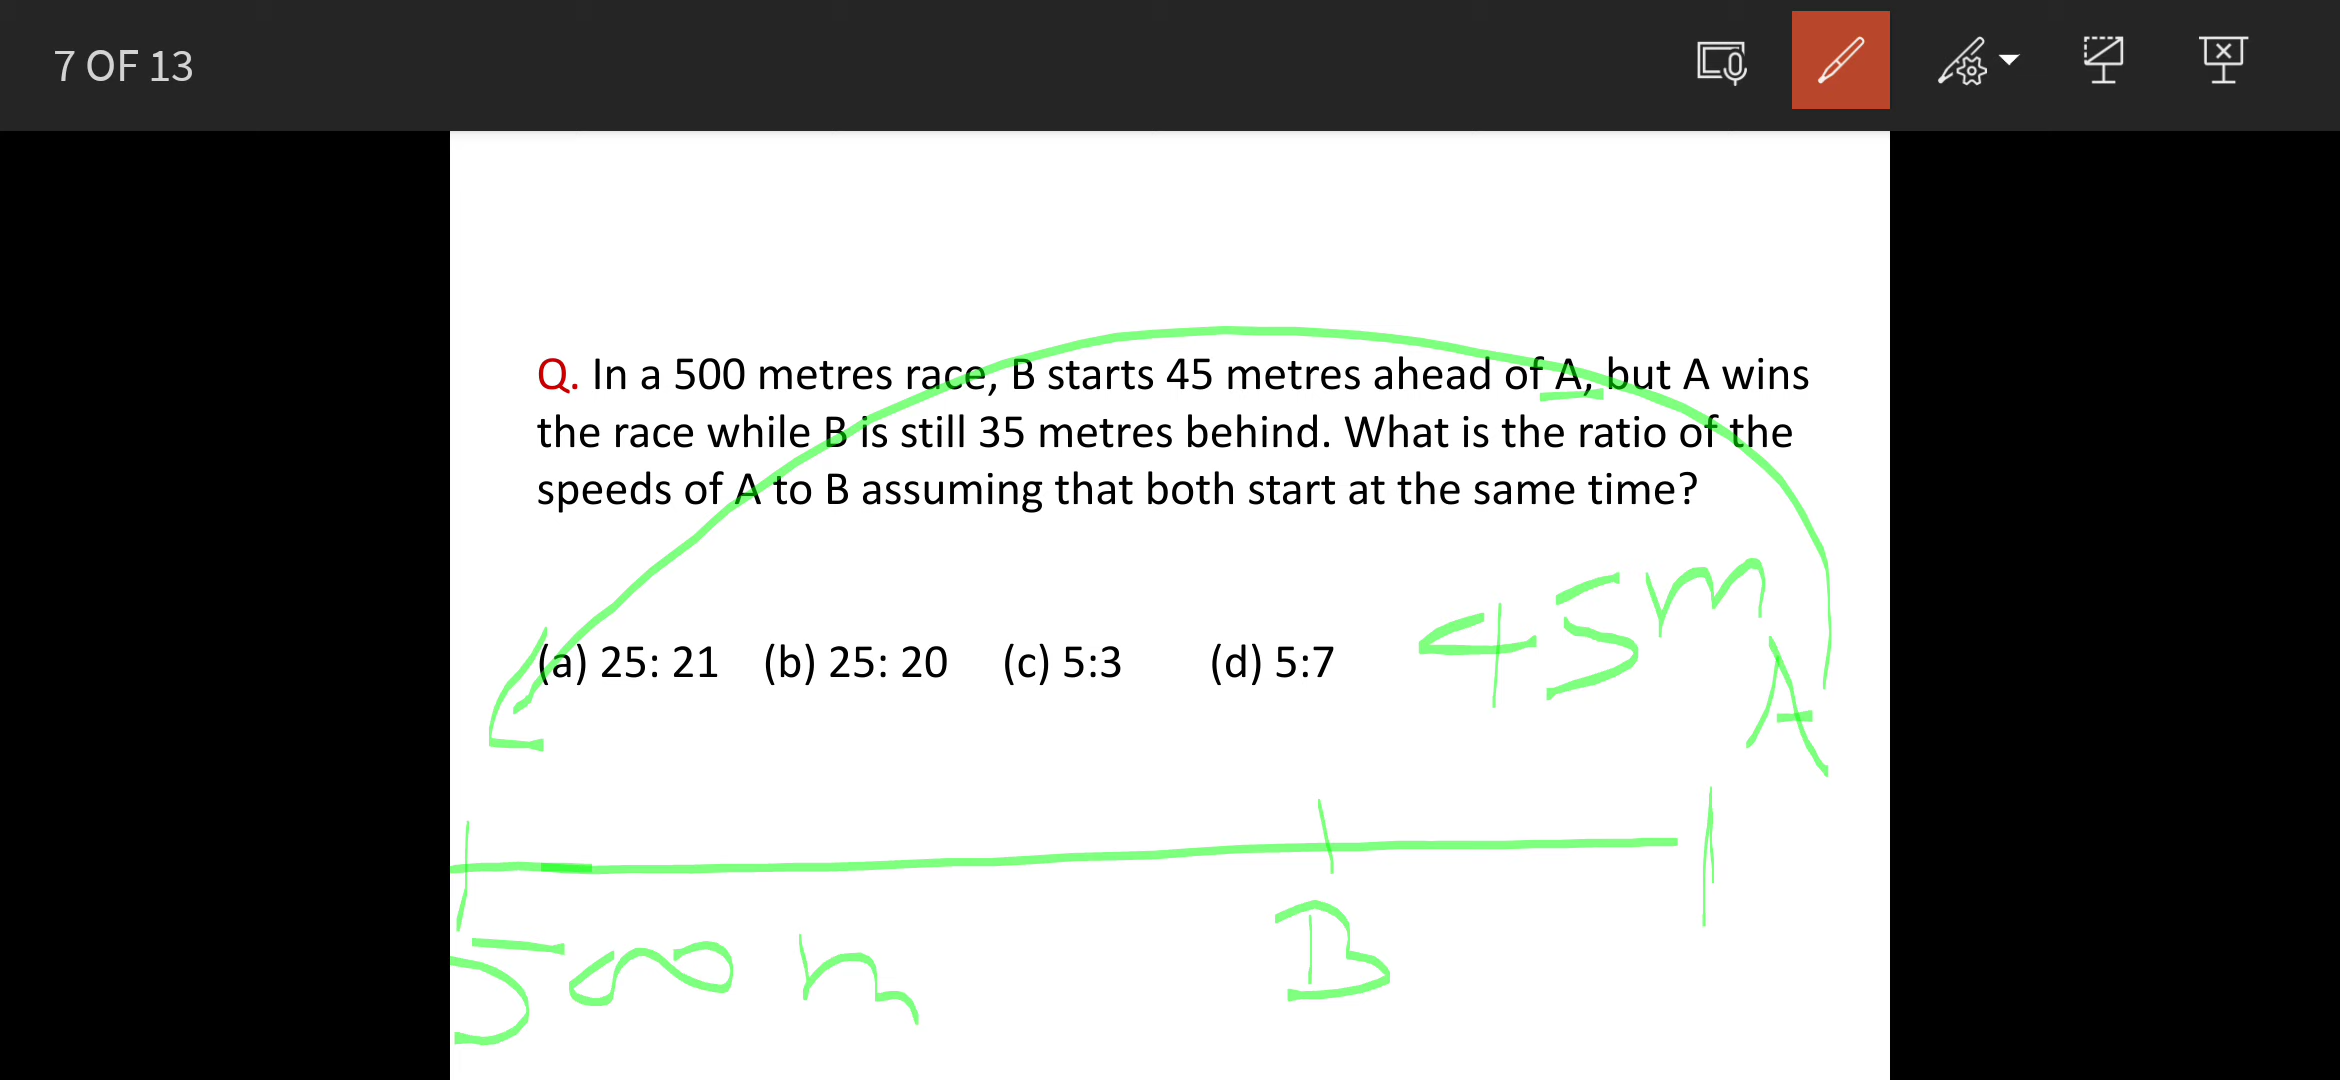 7 OF 13
Q. In a 500 metres race, B starts 45 metres ahead of A, but A wins
the race while B is still 35 metres behind. What is the ratio of the
speeds of A to B assuming that both start at the same time?
(a) 25: 21 (b) 25: 20 (c) 5:3 (d) 5:7
45m
A
B
500 m